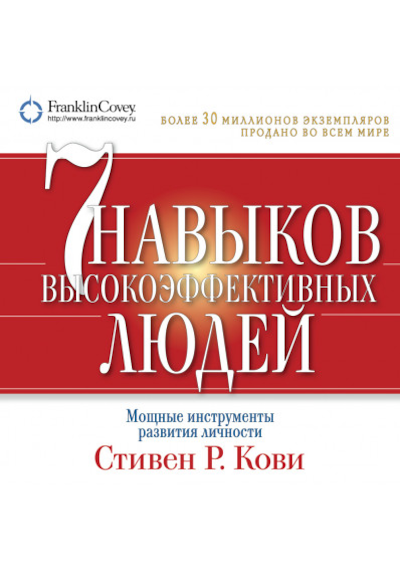 FranklinCovey
http://www.franklincovey.ru
БОЛЕЕ 30 МИЛЛИОНОВ ЭКЗЕМПЛЯРОВ
ПРОДАНО ВО ВСЕМ МИРЕ
7 НАВЫКОВ
ВЫСОКОЭФФЕКТИВНЫХ
ЛЮДЕЙ
Мощные инструменты
развития личности
Стивен Р. Кови